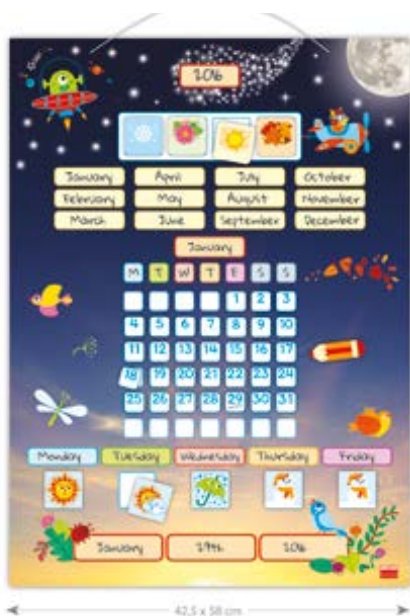 2016
January April July October
February May August November
March June September December
January
M T W T F S S
1 2 3
4 5 6 7 8 9 10
11 12 13 14 15 16 17
18 19 20 21 22 23 24
25 26 27 28 29 30 31
Monday Tuesday Wednesday Thursday Friday
January 29th 2016
42,5 x 58 cm